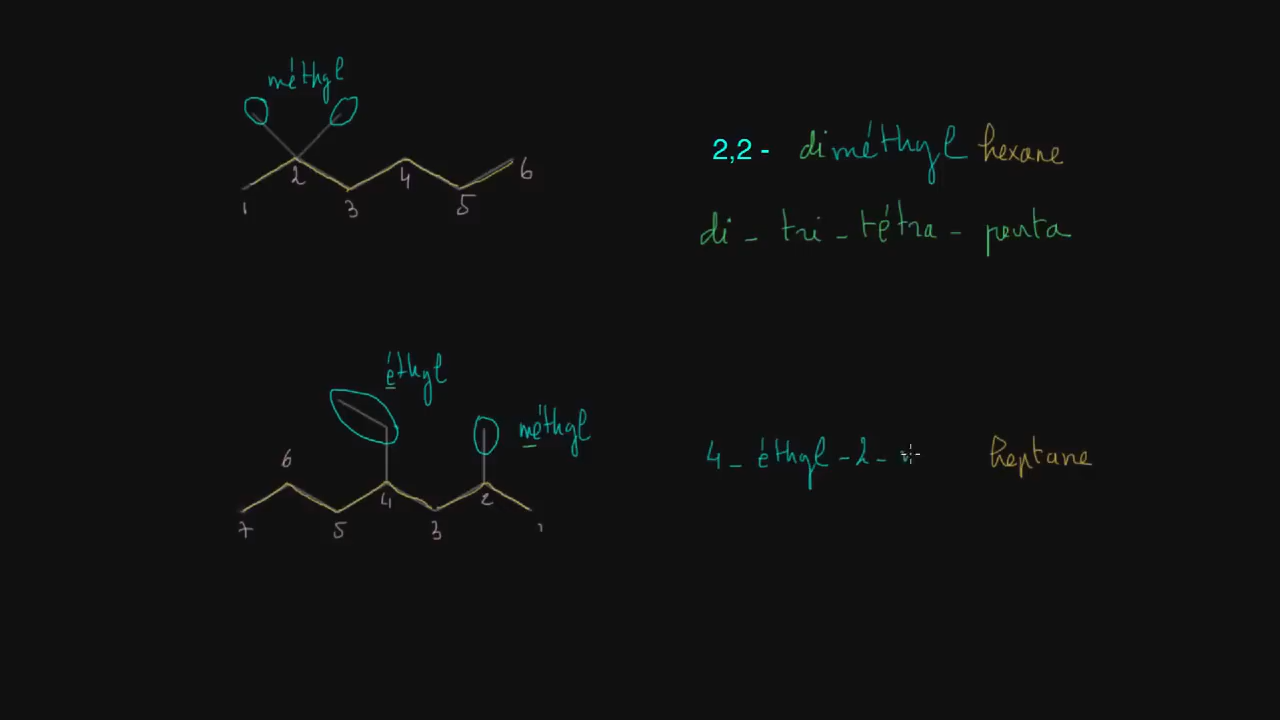 méthyl
2,2 - diméthyl hexane
1 2 3 4 5 6
di - tri - tétra - penta
éthyl
méthyl
4 - éthyl - 2 - heptane
7 6 5 4 3 2 1